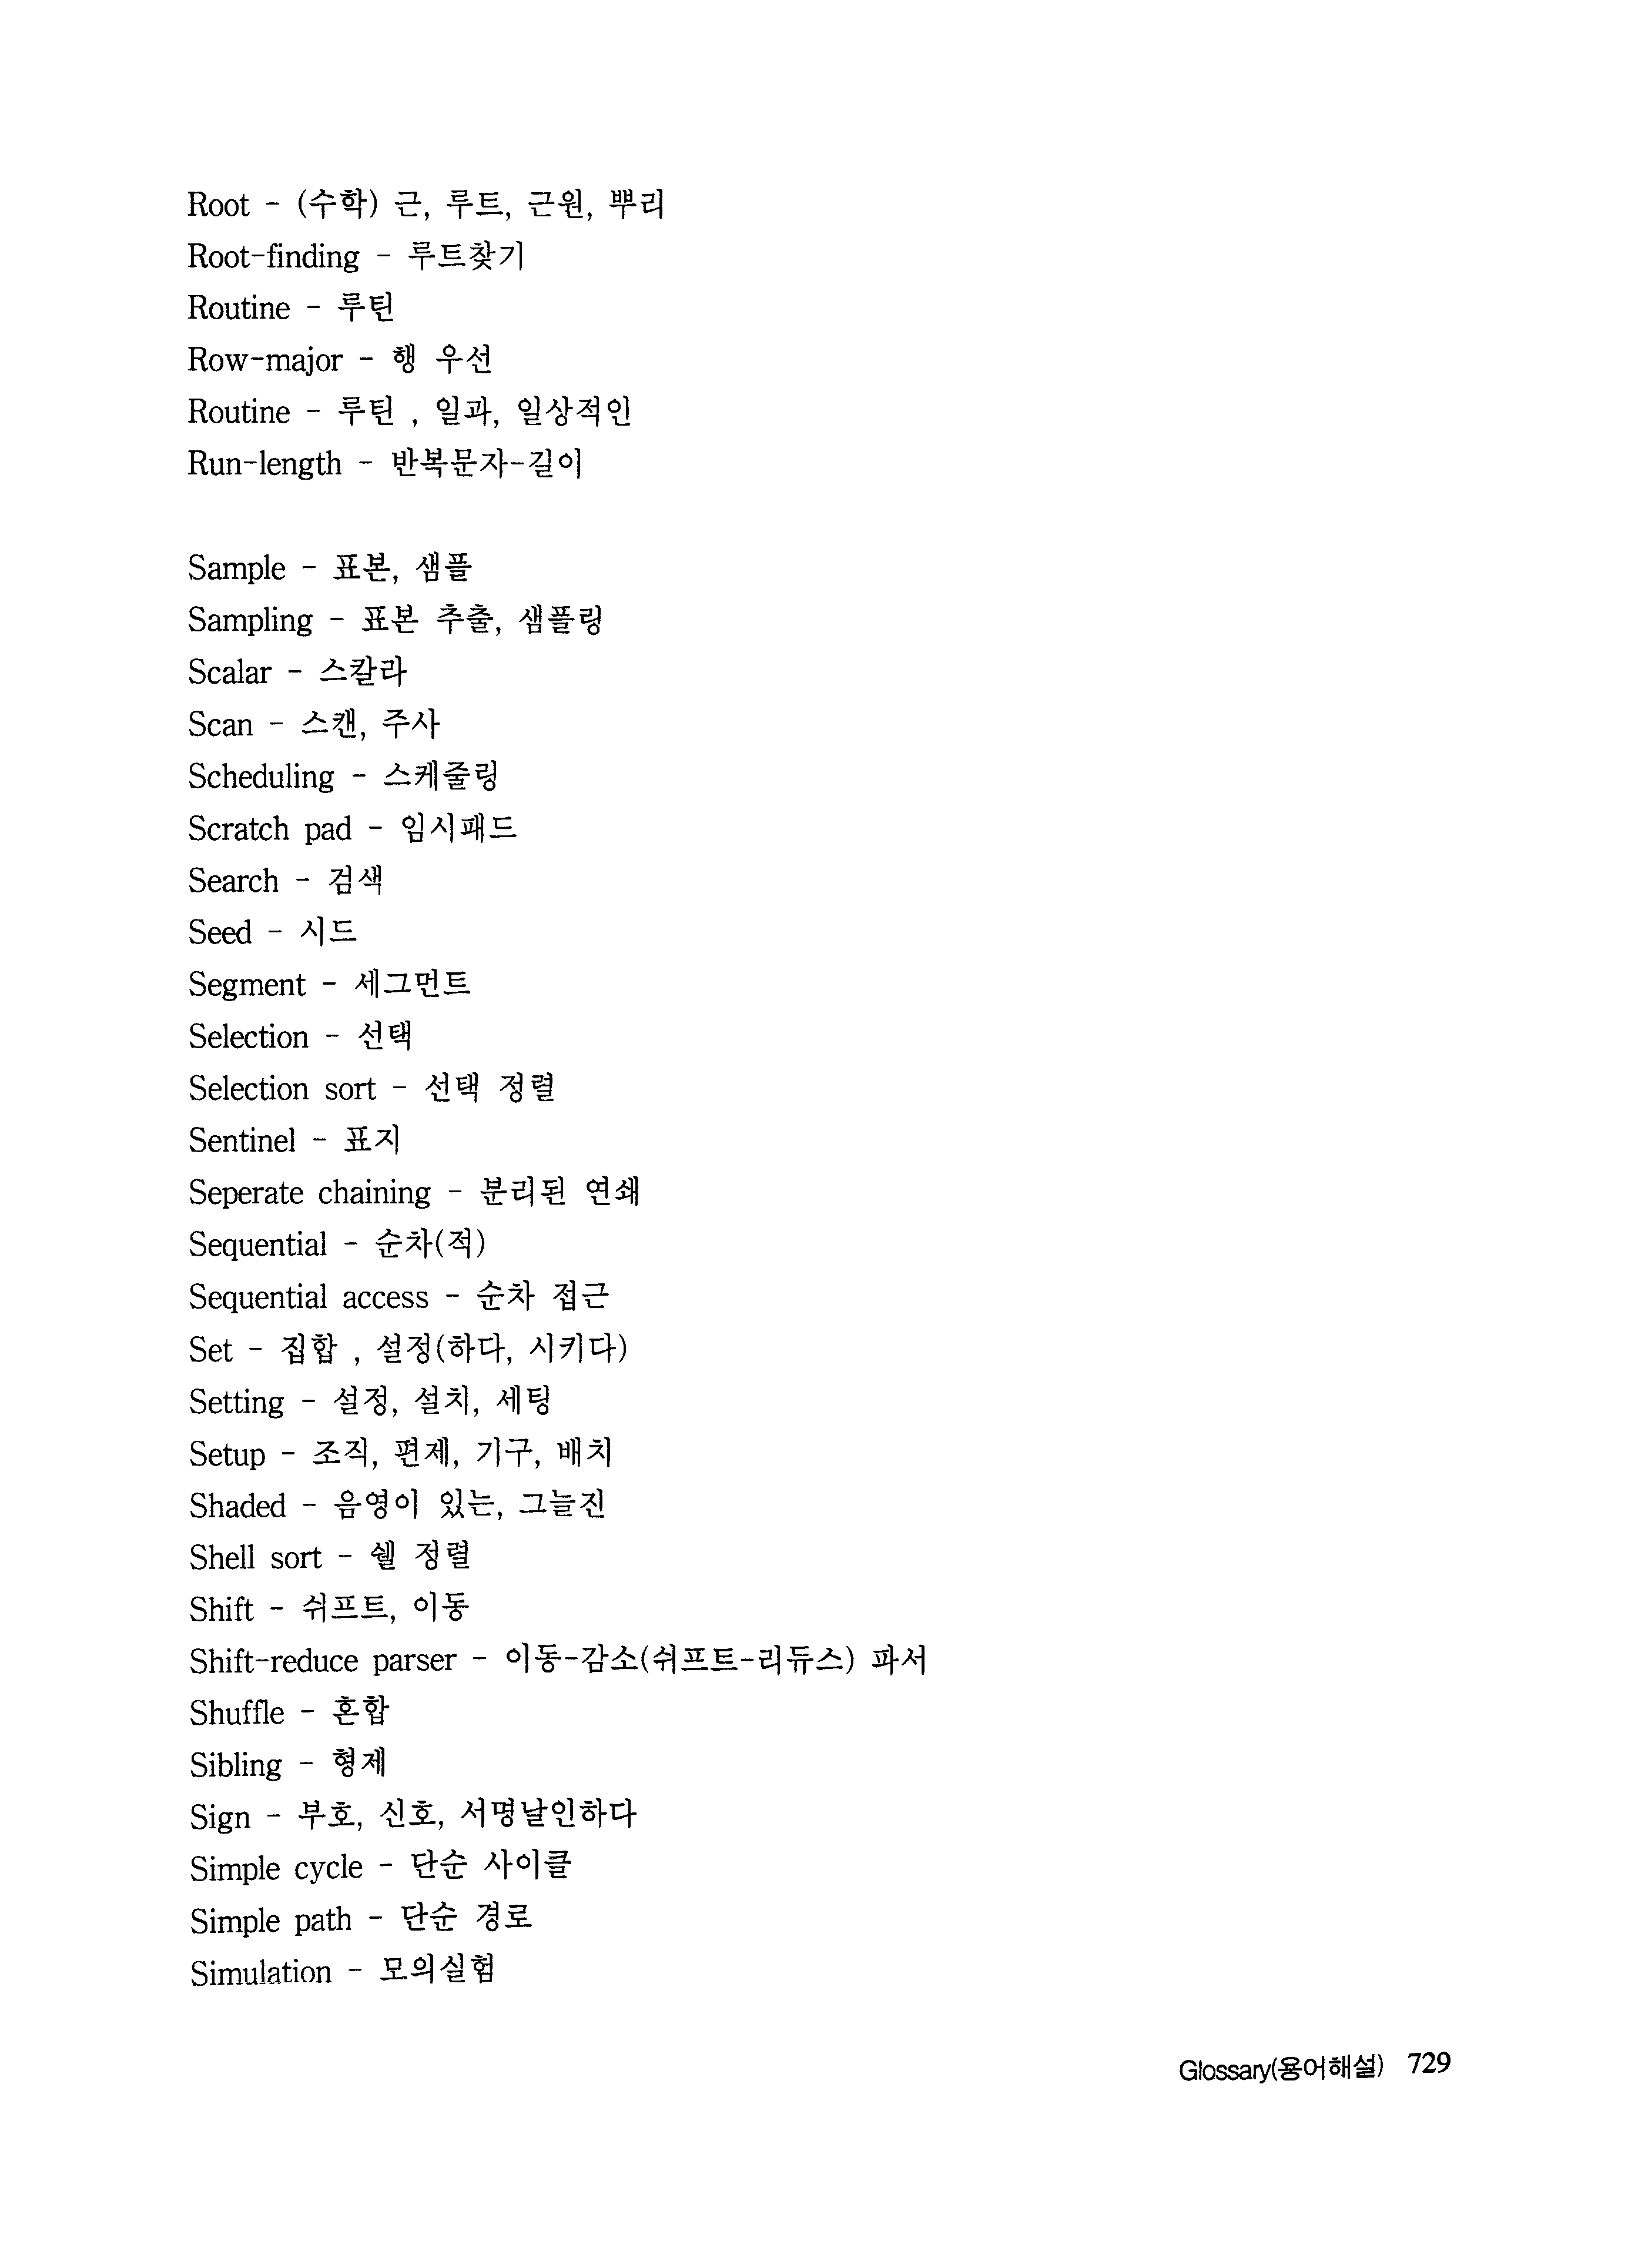 Root - (수학) 근, 루트, 근원, 뿌리
Root-finding - 루트찾기
Routine - 루틴
Row-major - 행 우선
Routine - 루틴 , 일과, 일상적인
Run-length - 반복문자-길이
Sample - 표본, 샘플
Sampling - 표본 추출, 샘플링
Scalar - 스칼라
Scan - 스캔, 주사
Scheduling - 스케줄링
Scratch pad - 임시패드
Search - 검색
Seed - 시드
Segment - 세그먼트
Selection - 선택
Selection sort - 선택 정렬
Sentinel - 표지
Seperate chaining - 분리된 연쇄
Sequential - 순차(적)
Sequential access - 순차 접근
Set - 집합 , 설정(하다, 시키다)
Setting - 설정, 설치, 세팅
Setup - 조직, 편제, 기구, 배치
Shaded - 음영이 있는, 그늘진
Shell sort - 쉘 정렬
Shift - 쉬프트, 이동
Shift-reduce parser - 이동-감소(쉬프트-리듀스) 파서
Shuffle - 혼합
Sibling - 형제
Sign - 부호, 신호, 서명날인하다
Simple cycle - 단순 사이클
Simple path - 단순 경로
Simulation - 모의실험
Glossary(용어해설) 729